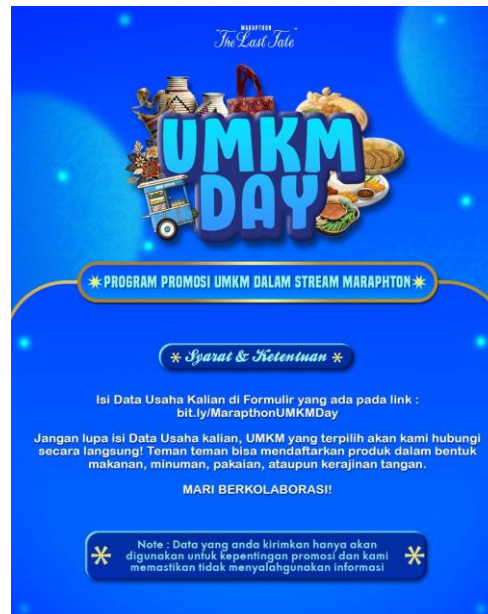 MARAPTHON
"The Last Tale"
UMKM
DAY
PROGRAM PROMOSI UMKM DALAM STREAM MARAPHTON
Syarat & Ketentuan
Isi Data Usaha Kalian di Formulir yang ada pada link :
bit.ly/MarapthonUMKMDay
Jangan lupa isi Data Usaha kalian, UMKM yang terpilih akan kami hubungi
secara langsung! Teman teman bisa mendaftarkan produk dalam bentuk
makanan, minuman, pakaian, ataupun kerajinan tangan.
MARI BERKOLABORASI!
Note : Data yang anda kirimkan hanya akan
digunakan untuk kepentingan promosi dan kami
memastikan tidak menyalahgunakan informasi